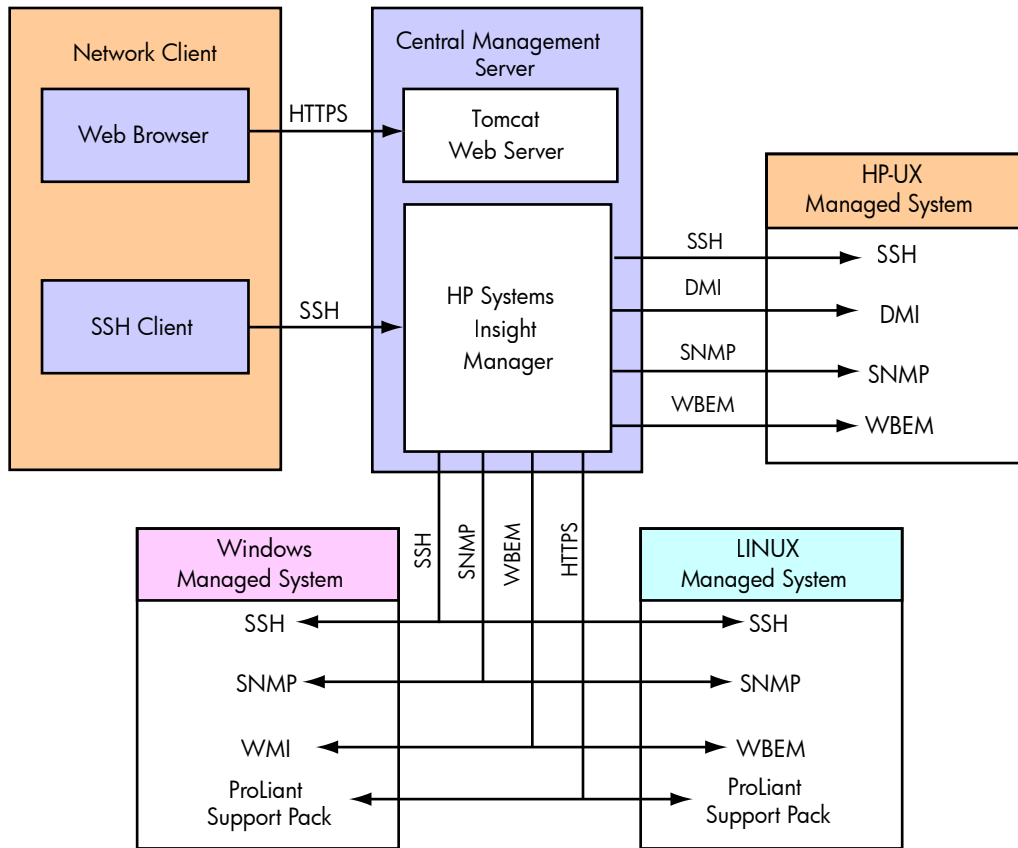 Network Client
Web Browser
SSH Client
HTTPS
SSH
Central Management
Server
Tomcat
Web Server
HP Systems
Insight
Manager
SSH
DMI
SNMP
WBEM
HP-UX
Managed System
SSH
DMI
SNMP
WBEM
SSH
SNMP
WBEM
HTTPS
Windows
Managed System
SSH
SNMP
WMI
ProLiant
Support Pack
LINUX
Managed System
SSH
SNMP
WBEM
ProLiant
Support Pack